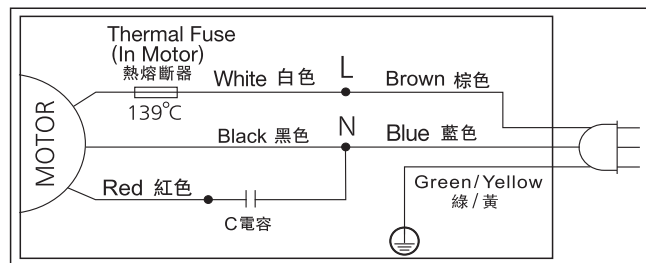 Thermal Fuse
(In Motor)
熱熔斷器
139°C
MOTOR
White 白色
L
Brown 棕色
Black 黑色
N
Blue 藍色
Red 紅色
C電容
Green/Yellow
綠/黃